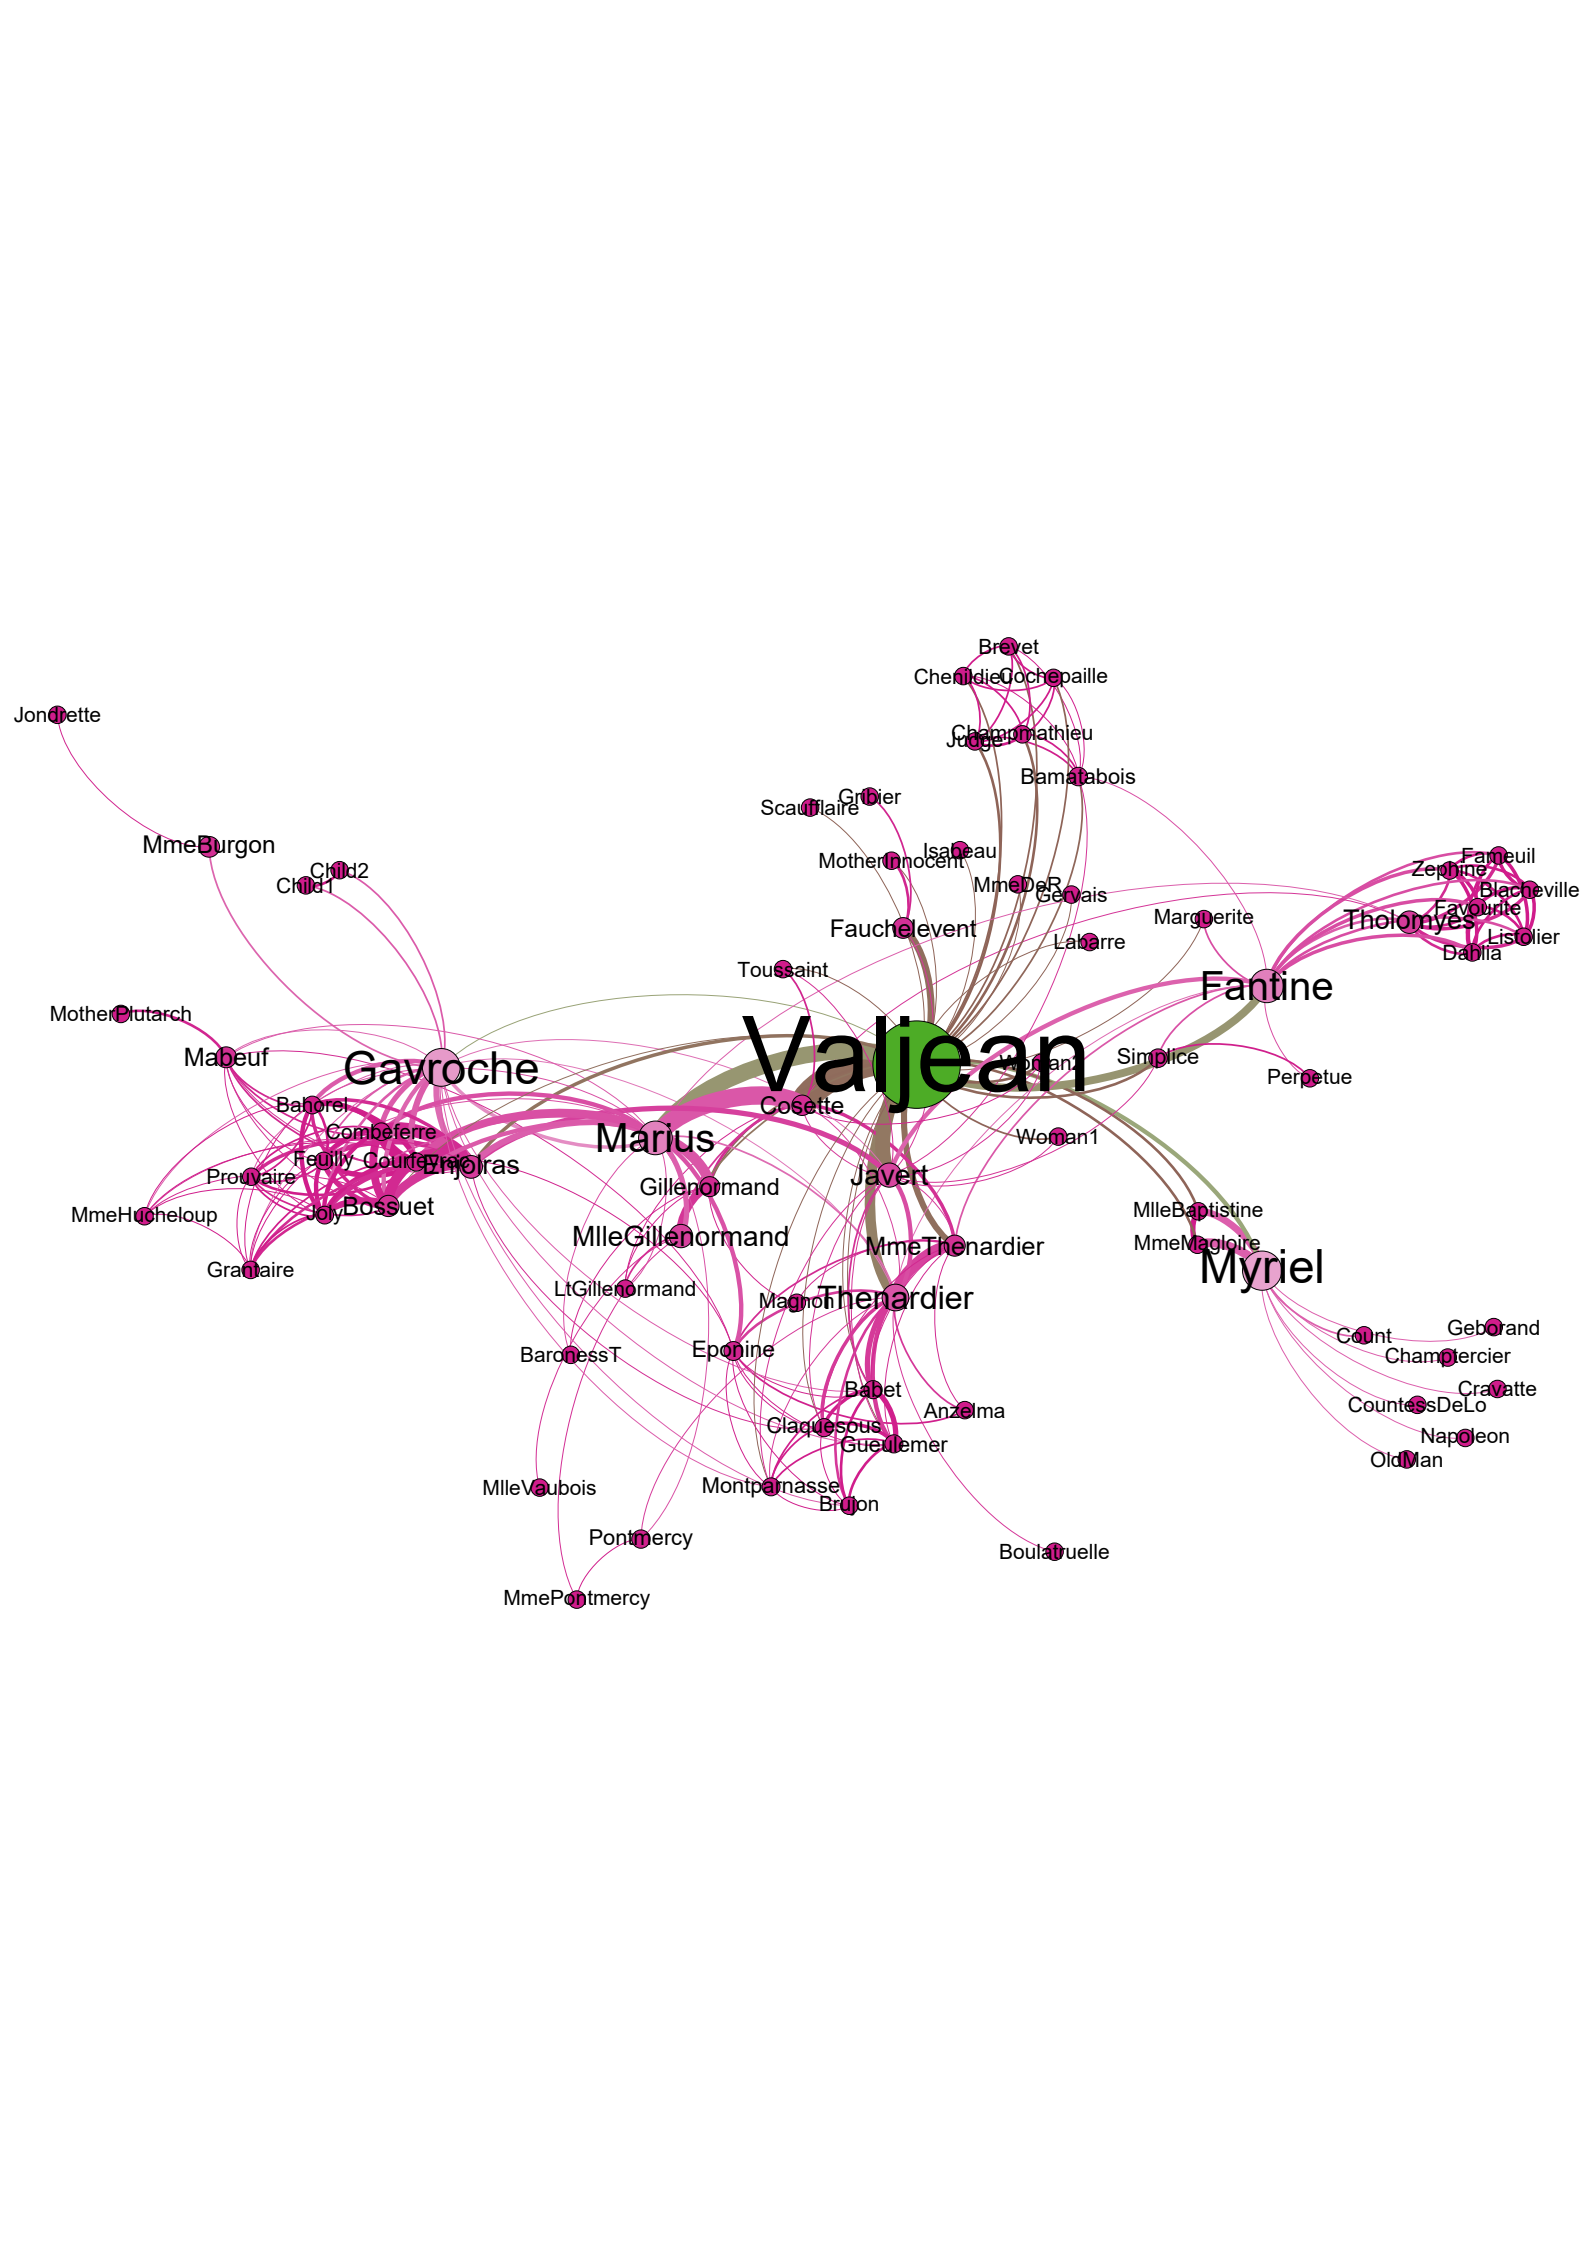 Brevet
Chenildieu
Cochepaille
Jondrette
Champmathieu
Judge
Bamatabois
Gribier
Scaufflaire
MmeBurgon
Isabeau
MotherInnocent
Fameuil
Zephine
Child2
Child1
MmeDeR
Gervais
Blacheville
Favourite
Marguerite
Tholomyes
Fauchelevent
Listolier
Labarre
Dahlia
Toussaint
Fantine
MotherPlutarch
Valjean
Mabeuf
Gavroche
Woman2
Simplice
Perpetue
Bahorel
Cosette
Combeferre
Marius
Woman1
Feuilly
Courfeyrac
Enjolras
Prouvaire
Javert
Gillenormand
Bossuet
Joly
MmeHucheloup
MlleBaptistine
MlleGillenormand
MmeThenardier
MmeMagloire
Grantaire
Myriel
LtGillenormand
Magnon
Thenardier
Geborand
Count
Eponine
BaronessT
Champtercier
Babet
Cravatte
CountessDeLo
Anzelma
Claquesous
Gueulemer
Napoleon
OldMan
Montparnasse
MlleVaubois
Brujon
Pontmercy
Boulatruelle
MmePontmercy